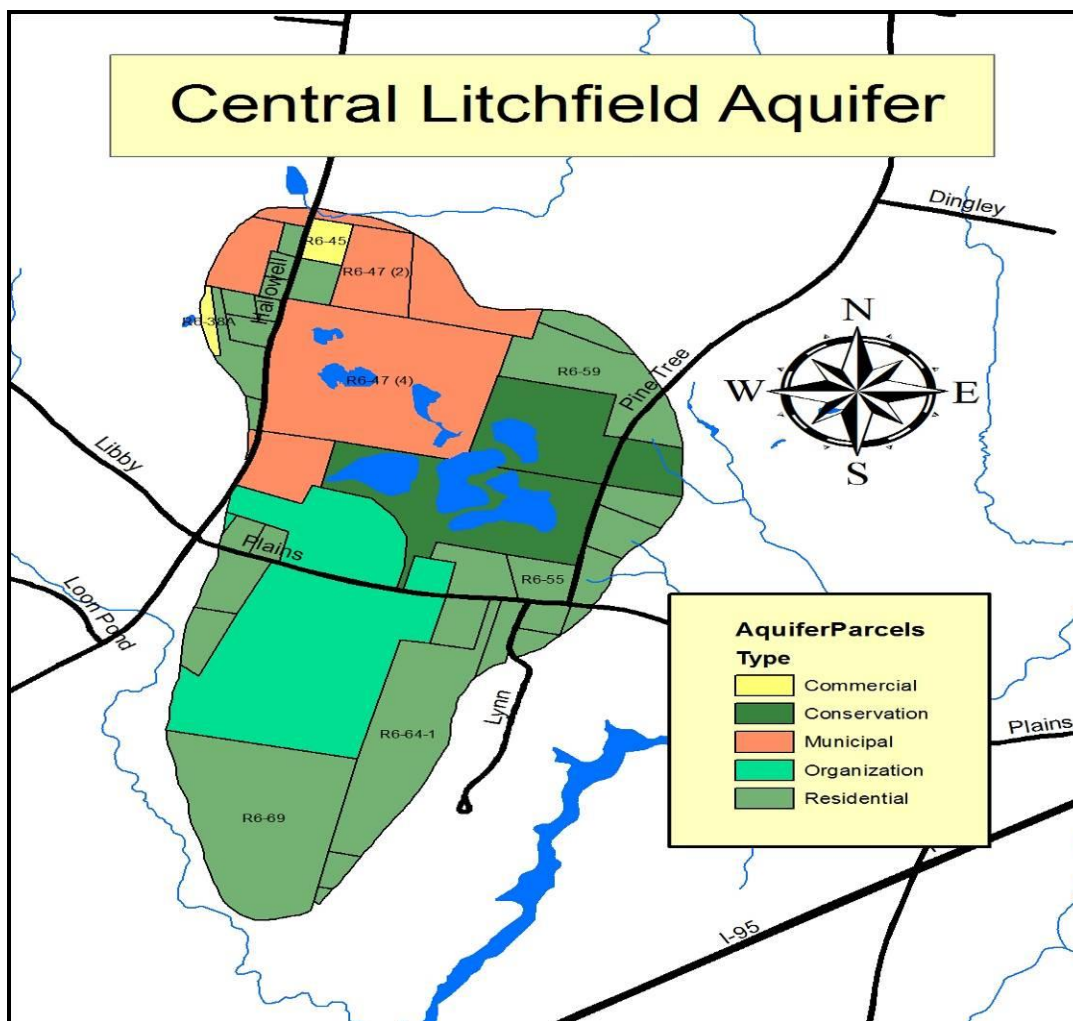 Central Litchfield Aquifer
Dingley
R6-45
R6-47 (2)
Hallowell
R6-38A
N
W
E
S
Pine Tree
R6-59
R6-47 (4)
Libby
Plains
R6-55
Loon Pond
Lynn
R6-64-1
R6-69
AquiferParcels
Type
Commercial
Conservation
Municipal
Organization
Residential
Plains
I-95